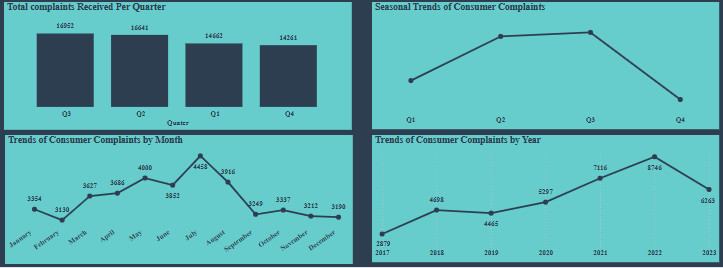 Total complaints Received Per Quarter
16952
16641
14662
14261
Q3
Q2
Q1
Q4
Quater
Seasonal Trends of Consumer Complaints
Q1
Q2
Q3
Q4
Trends of Consumer Complaints by Month
3354
3130
3627
3686
4000
3852
4458
3916
3249
3337
3212
3190
January
February
March
April
May
June
July
August
September
October
November
December
Trends of Consumer Complaints by Year
2879
4698
4465
5297
7116
8746
6263
2017
2018
2019
2020
2021
2022
2023